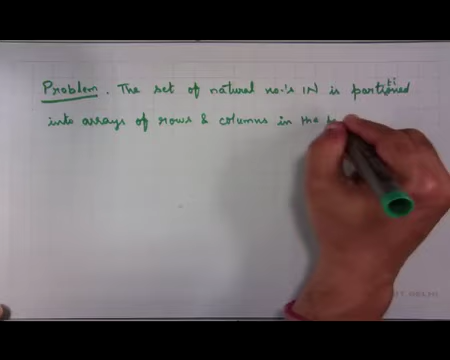 Problem. The set of natural no.'s IN is partitioned
into arrays of rows & columns in the